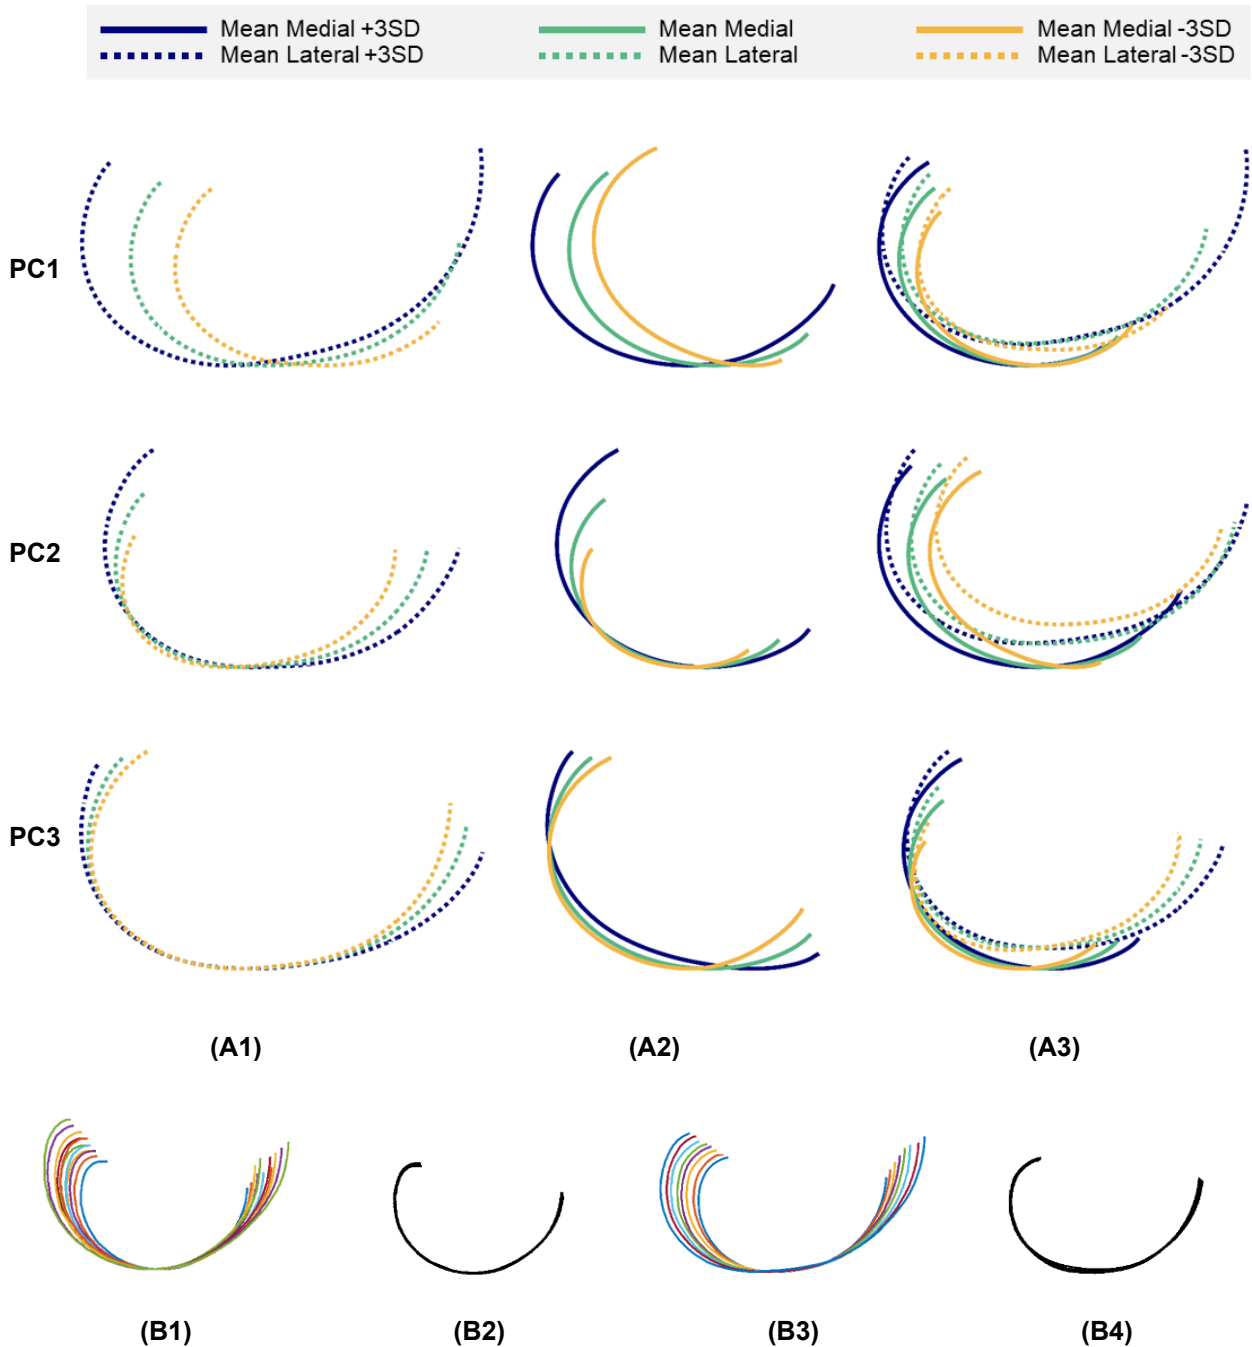 Mean Medial +3SD Mean Medial Mean Medial -3SD
Mean Lateral +3SD Mean Lateral Mean Lateral -3SD
PC1
PC2
PC3
(A1) (A2) (A3)
(B1) (B2) (B3) (B4)